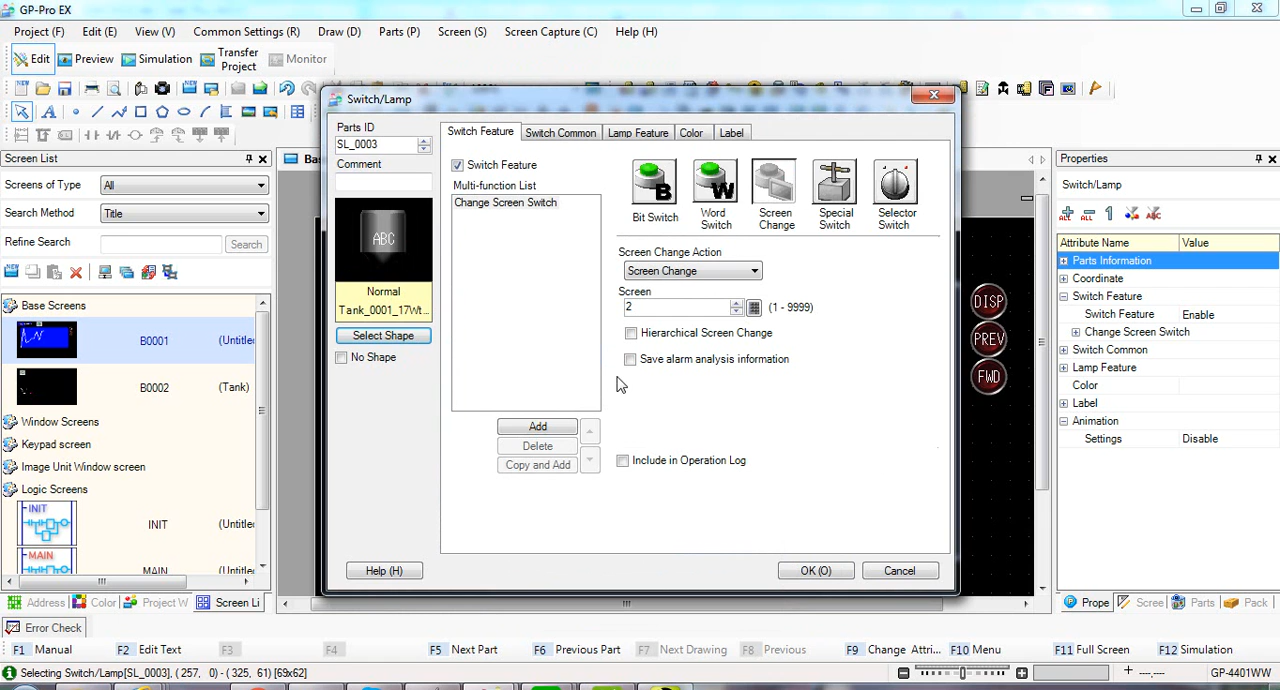 GP-Pro EX
Project (F) Edit (E) View (V) Common Settings (R) Draw (D) Parts (P) Screen (S) Screen Capture (C) Help (H)
Edit Preview Simulation Transfer Project Monitor
Screen List
Screens of Type All
Search Method Title
Refine Search Search
Base Screens
B0001 (Untitle
B0002 (Tank)
Window Screens
Keypad screen
Image Unit Window screen
Logic Screens
INIT INIT (Untitle
MAIN MAIN (Untitle
Address Color Project W Screen Li
Error Check
Switch/Lamp
Parts ID
SL_0003
Comment
ABC
Normal
Tank_0001_17Wt...
Select Shape
No Shape
Switch Feature Switch Common Lamp Feature Color Label
Switch Feature
Multi-function List
Change Screen Switch
Add
Delete
Copy and Add
B W
Bit Switch Word Switch Screen Change Special Switch Selector Switch
Screen Change Action
Screen Change
Screen
2 (1 - 9999)
Hierarchical Screen Change
Save alarm analysis information
Include in Operation Log
Help (H) OK (O) Cancel
DISP
PREV
FWD
Properties
Switch/Lamp
Attribute Name Value
Parts Information
Coordinate
Switch Feature
Switch Feature Enable
Change Screen Switch
Switch Common
Lamp Feature
Color
Label
Animation
Settings Disable
Prope Scree Parts Pack
F1 Manual F2 Edit Text F3 F4 F5 Next Part F6 Previous Part F7 Next Drawing F8 Previous F9 Change Attri... F10 Menu F11 Full Screen F12 Simulation
Selecting Switch/Lamp[SL_0003], ( 257, 0) - ( 325, 61) [69x62] ----,---- GP-4401WW